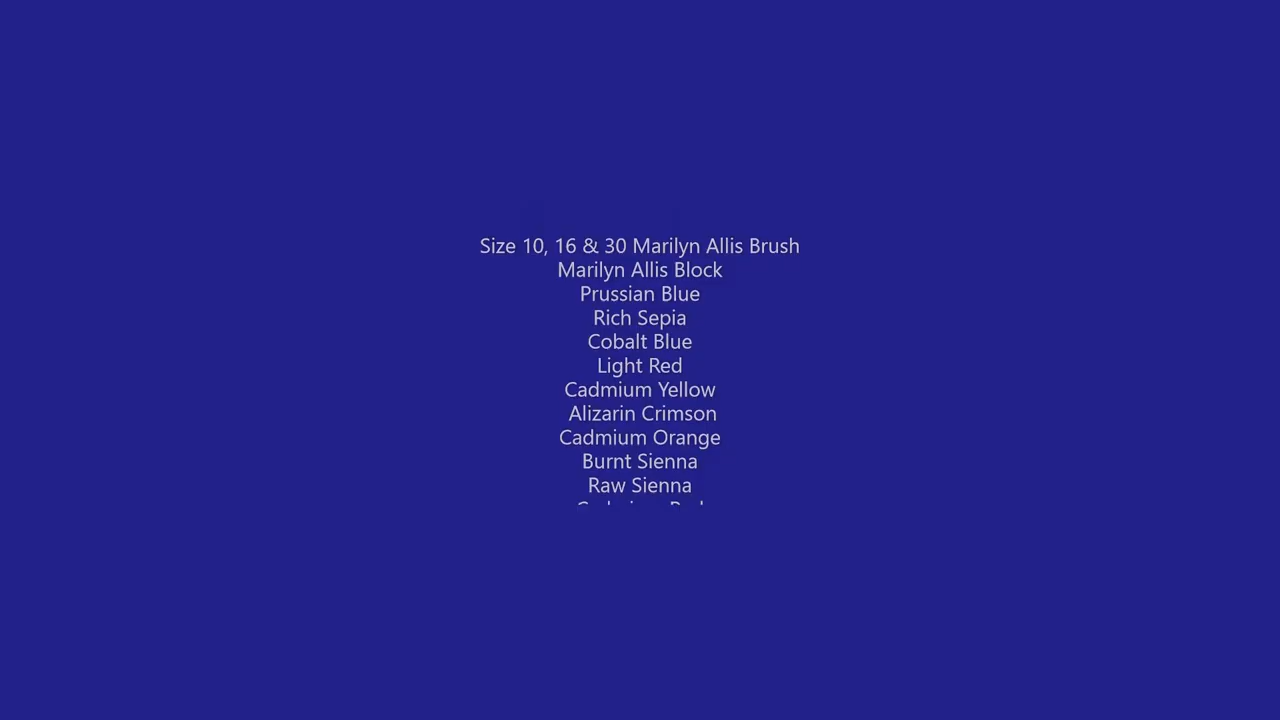 Size 10, 16 & 30 Marilyn Allis Brush
Marilyn Allis Block
Prussian Blue
Rich Sepia
Cobalt Blue
Light Red
Cadmium Yellow
Alizarin Crimson
Cadmium Orange
Burnt Sienna
Raw Sienna